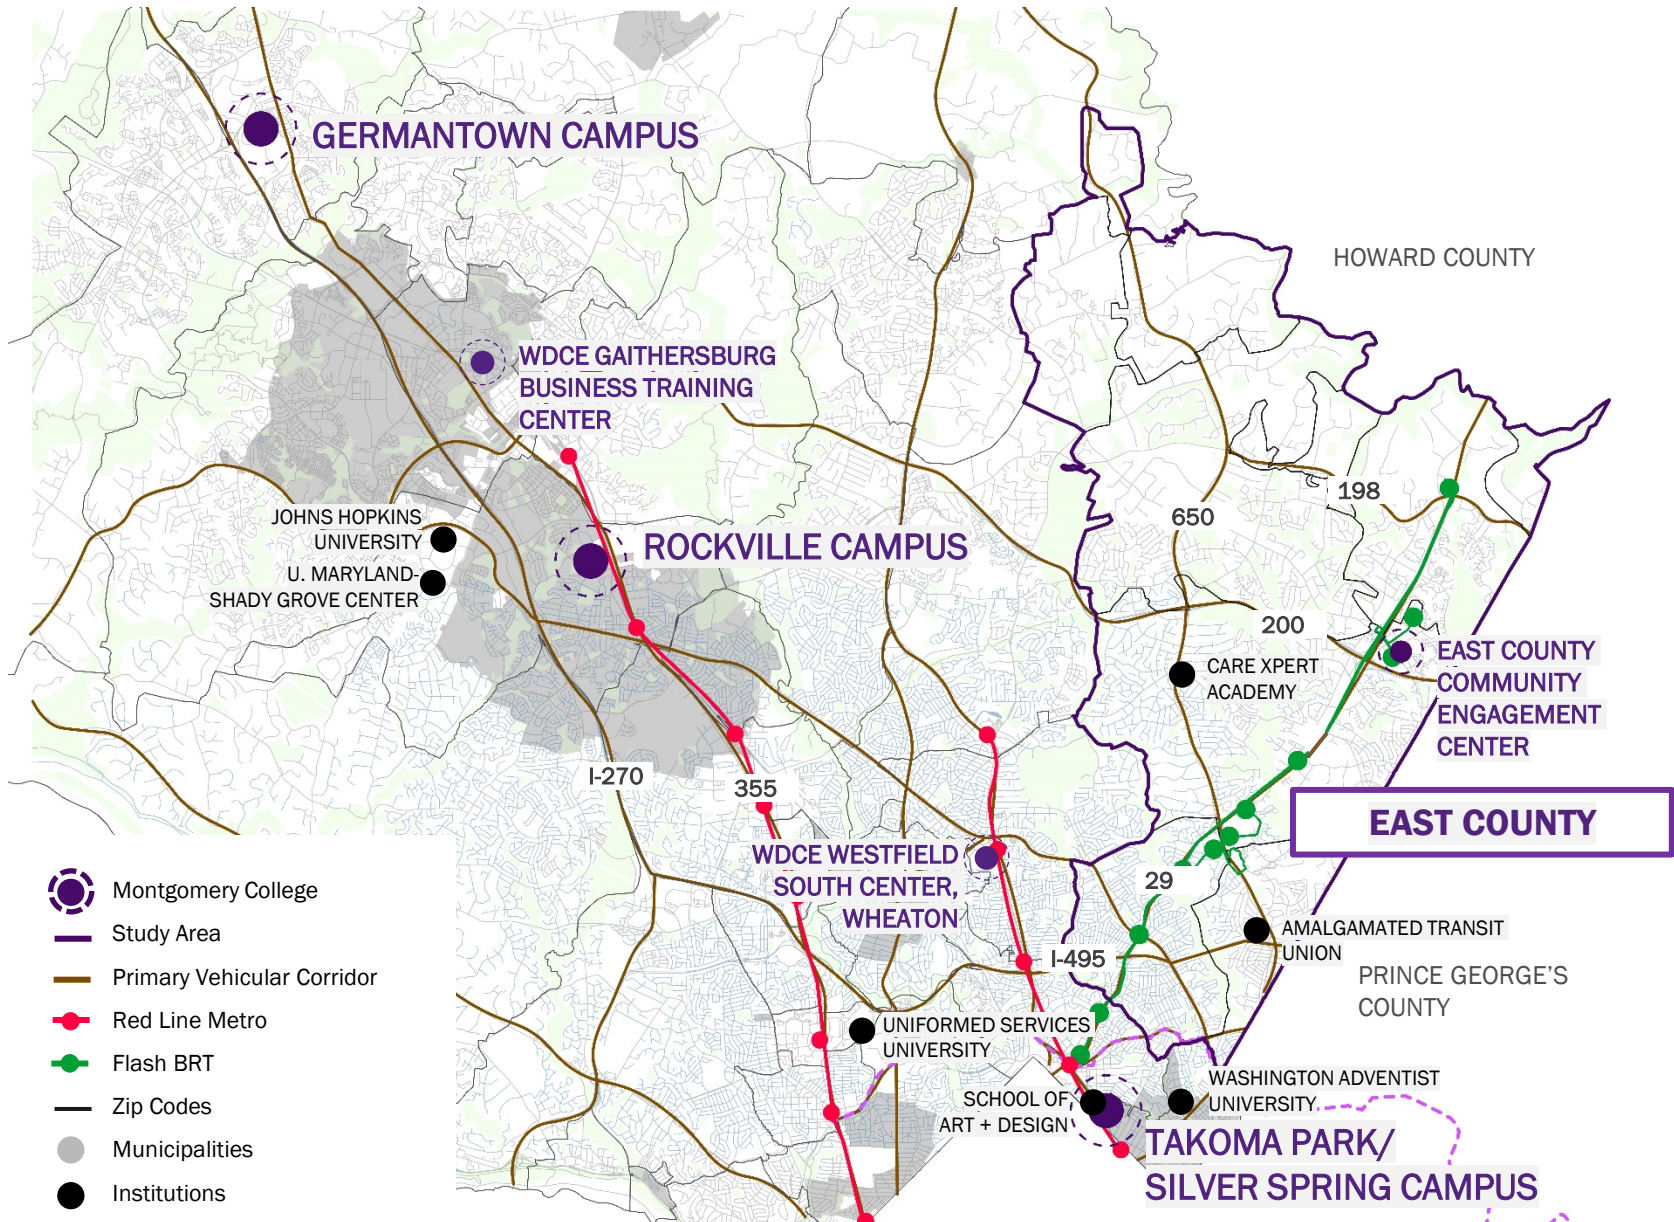 GERMANTOWN CAMPUS
HOWARD COUNTY
WDCE GAITHERSBURG
BUSINESS TRAINING
CENTER
198
650
JOHNS HOPKINS
UNIVERSITY
U. MARYLAND-
SHADY GROVE CENTER
ROCKVILLE CAMPUS
200
CARE XPERT
ACADEMY
EAST COUNTY
COMMUNITY
ENGAGEMENT
CENTER
I-270
355
EAST COUNTY
WDCE WESTFIELD
SOUTH CENTER,
WHEATON
29
I-495
AMALGAMATED TRANSIT
UNION
PRINCE GEORGE'S
COUNTY
UNIFORMED SERVICES
UNIVERSITY
SCHOOL OF
ART + DESIGN
WASHINGTON ADVENTIST
UNIVERSITY
TAKOMA PARK/
SILVER SPRING CAMPUS
Montgomery College
Study Area
Primary Vehicular Corridor
Red Line Metro
Flash BRT
Zip Codes
Municipalities
Institutions